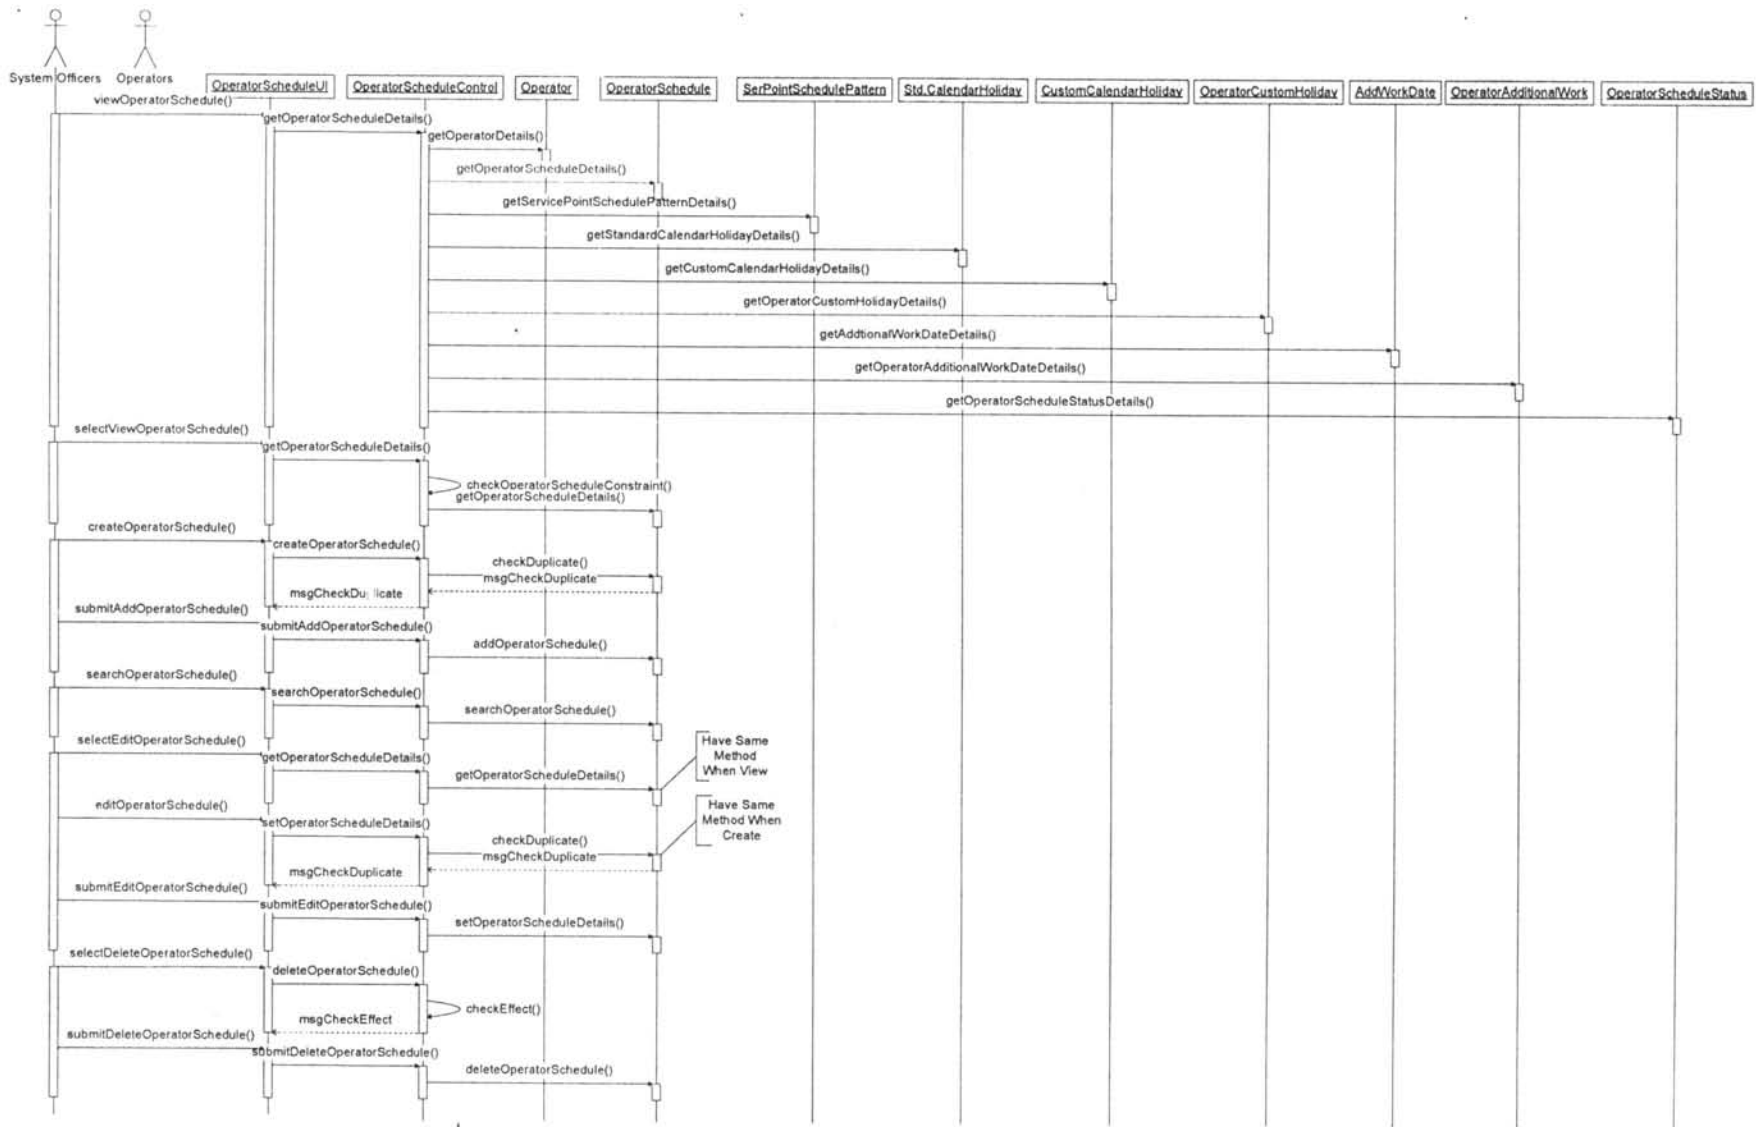 System Officers
Operators
OperatorScheduleUI
OperatorScheduleControl
Operator
OperatorSchedule
SerPointSchedulePattern
Std.CalendarHoliday
CustomCalendarHoliday
OperatorCustomHoliday
AddWorkDate
OperatorAdditionalWork
OperatorScheduleStatus
viewOperatorSchedule()
getOperatorScheduleDetails()
getOperatorDetails()
getOperatorScheduleDetails()
getServicePointSchedulePatternDetails()
getStandardCalendarHolidayDetails()
getCustomCalendarHolidayDetails()
getOperatorCustomHolidayDetails()
getAddtionalWorkDateDetails()
getOperatorAdditionalWorkDateDetails()
getOperatorScheduleStatusDetails()
selectViewOperatorSchedule()
getOperatorScheduleDetails()
checkOperatorScheduleConstraint()
getOperatorScheduleDetails()
createOperatorSchedule()
createOperatorSchedule()
checkDuplicate()
msgCheckDuplicate
msgCheckDuplicate
submitAddOperatorSchedule()
submitAddOperatorSchedule()
addOperatorSchedule()
searchOperatorSchedule()
searchOperatorSchedule()
searchOperatorSchedule()
selectEditOperatorSchedule()
getOperatorScheduleDetails()
getOperatorScheduleDetails()
Have Same
Method
When View
editOperatorSchedule()
setOperatorScheduleDetails()
checkDuplicate()
msgCheckDuplicate
msgCheckDuplicate
Have Same
Method When
Create
submitEditOperatorSchedule()
submitEditOperatorSchedule()
setOperatorScheduleDetails()
selectDeleteOperatorSchedule()
deleteOperatorSchedule()
checkEffect()
msgCheckEffect
submitDeleteOperatorSchedule()
submitDeleteOperatorSchedule()
deleteOperatorSchedule()